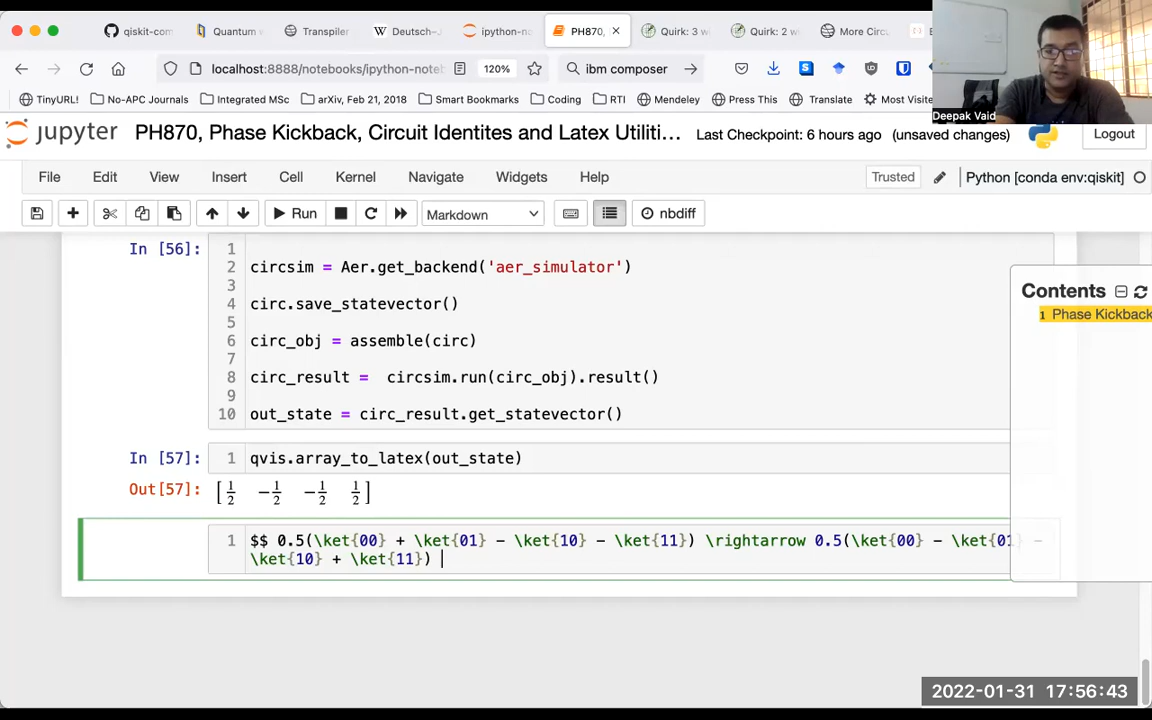 qiskit-com
Quantum
Transpiler
Deutsch-J
ipython-no
PH870,
Quirk: 3 w
Quirk: 2 w
More Circ
localhost:8888/notebooks/ipython-note
120%
ibm composer
TinyURL!
No-APC Journals
Integrated MSc
arXiv, Feb 21, 2018
Smart Bookmarks
Coding
RTI
Mendeley
Press This
Translate
Most Visite
Deepak Vaid
jupyter
PH870, Phase Kickback, Circuit Identites and Latex Utiliti...
Last Checkpoint: 6 hours ago
(unsaved changes)
Logout
File
Edit
View
Insert
Cell
Kernel
Navigate
Widgets
Help
Trusted
Python [conda env:qiskit]
Run
Markdown
nbdiff
In [56]:
1
2 circsim = Aer.get_backend('aer_simulator')
3
4 circ.save_statevector()
5
6 circ_obj = assemble(circ)
7
8 circ_result =  circsim.run(circ_obj).result()
9
10 out_state = circ_result.get_statevector()
Contents
1 Phase Kickback
In [57]:
1 qvis.array_to_latex(out_state)
Out[57]:
[1/2 −1/2 −1/2 1/2]
1 $$ 0.5(\ket{00} + \ket{01} - \ket{10} - \ket{11}) \rightarrow 0.5(\ket{00} - \ket{01} -
\ket{10} + \ket{11})
2022-01-31 17:56:43